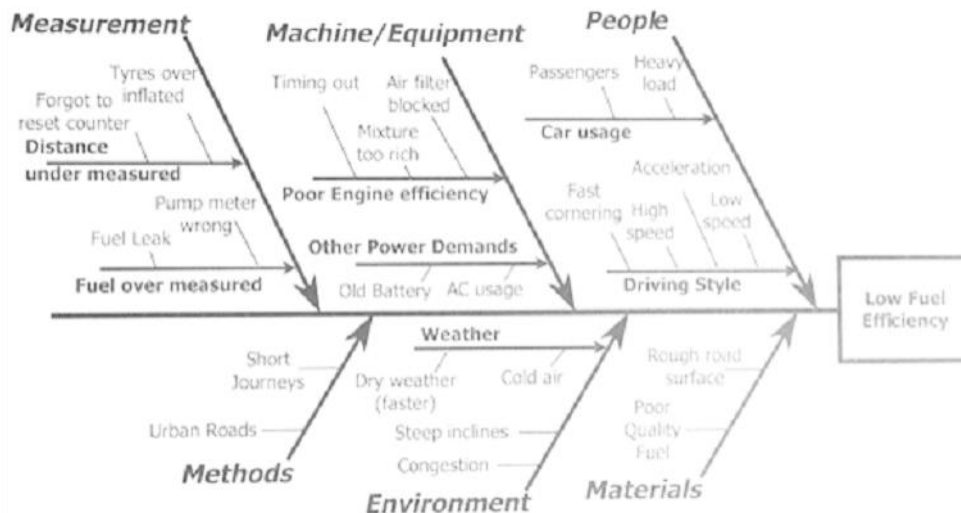 Measurement
Machine/Equipment
People
Tyres over
inflated
Forgot to
reset counter
Distance
under measured
Pump meter
wrong
Fuel Leak
Fuel over measured
Timing out
Air filter
blocked
Mixture
too rich
Poor Engine efficiency
Other Power Demands
Old Battery
AC usage
Passengers
Heavy
load
Car usage
Acceleration
Fast
cornering
High
speed
Low
speed
Driving Style
Low Fuel
Efficiency
Short
Journeys
Urban Roads
Methods
Weather
Dry weather
(faster)
Cold air
Steep inclines
Congestion
Environment
Rough road
surface
Poor
Quality
Fuel
Materials